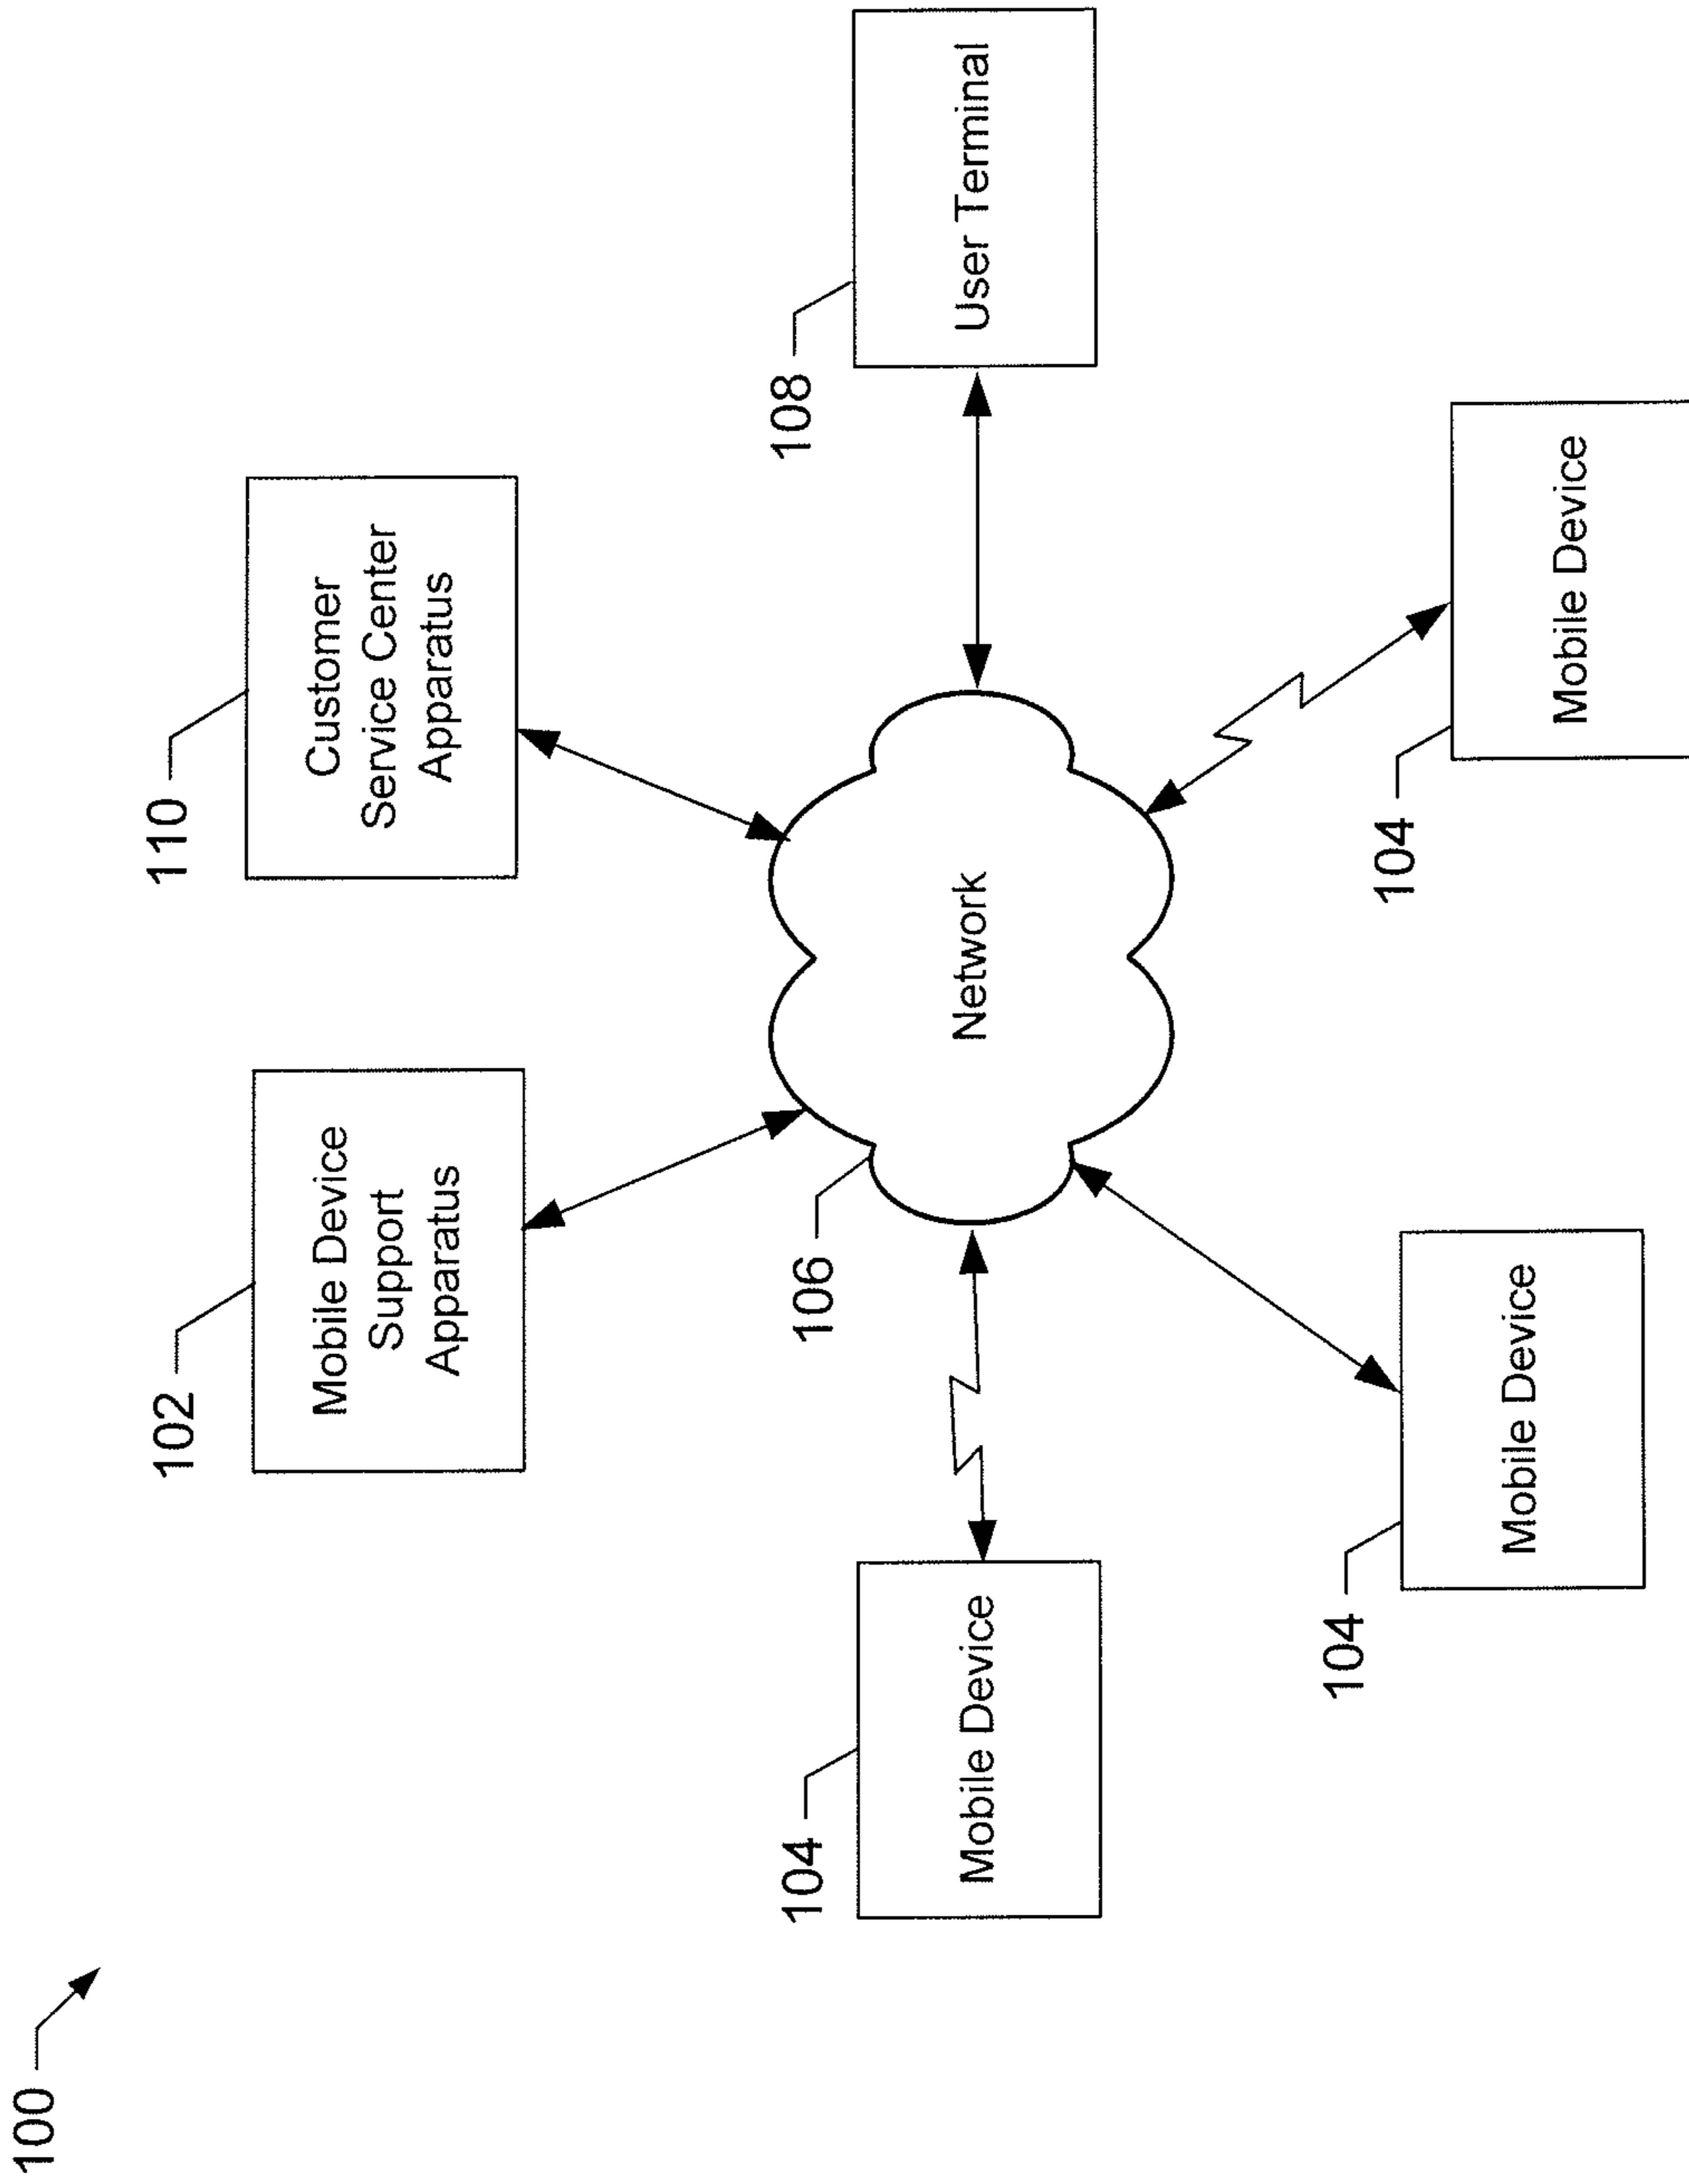 100
102
Mobile Device
Support
Apparatus
110
Customer
Service Center
Apparatus
106
Network
108
User Terminal
104
Mobile Device
104
Mobile Device
104
Mobile Device